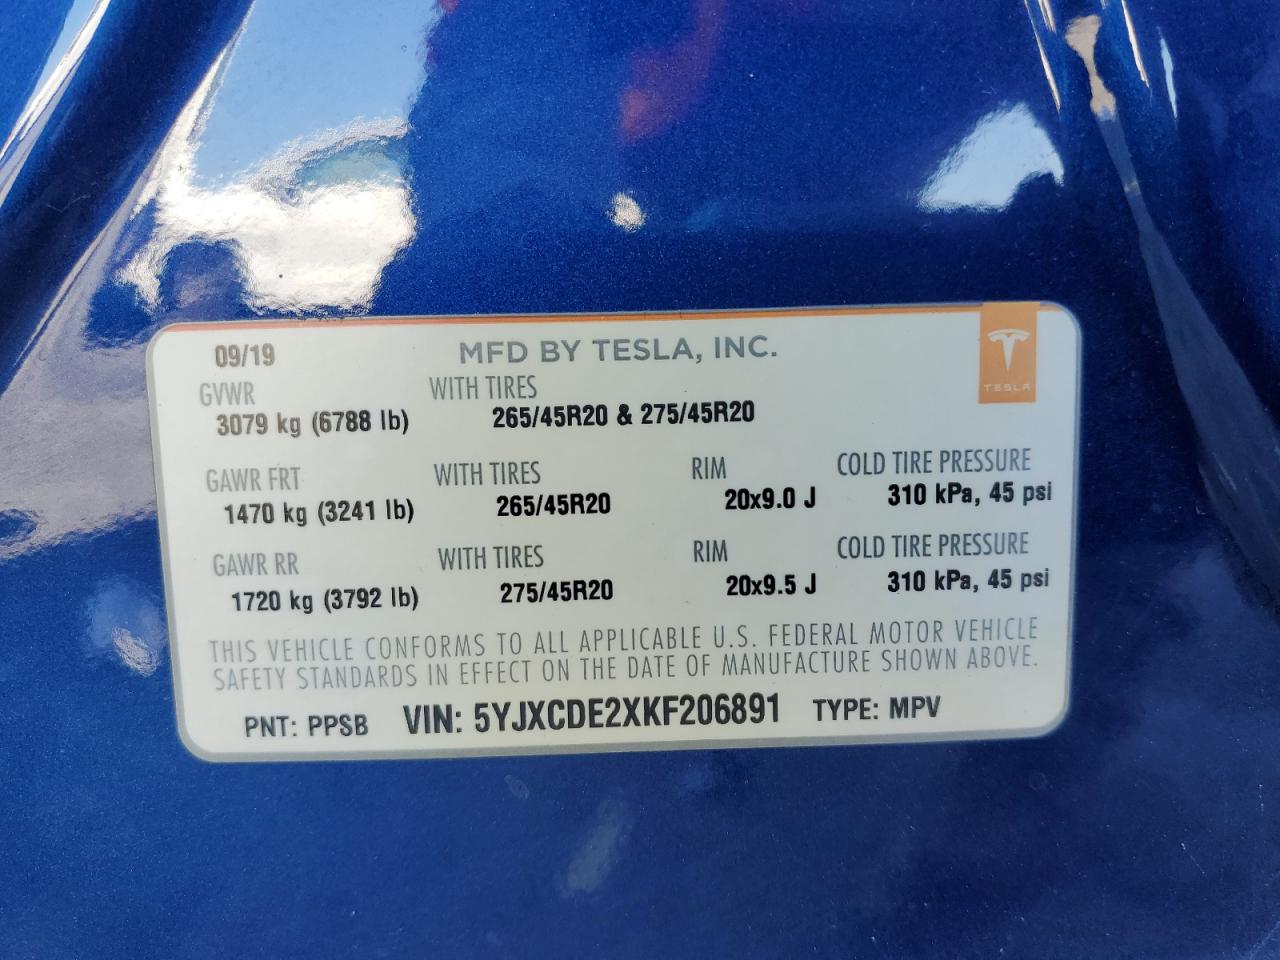 09/19 MFD BY TESLA, INC.
TESLA
GVWR WITH TIRES
3079 kg (6788 lb) 265/45R20 & 275/45R20
GAWR FRT WITH TIRES RIM COLD TIRE PRESSURE
1470 kg (3241 lb) 265/45R20 20x9.0 J 310 kPa, 45 psi
GAWR RR WITH TIRES RIM COLD TIRE PRESSURE
1720 kg (3792 lb) 275/45R20 20x9.5 J 310 kPa, 45 psi
THIS VEHICLE CONFORMS TO ALL APPLICABLE U.S. FEDERAL MOTOR VEHICLE
SAFETY STANDARDS IN EFFECT ON THE DATE OF MANUFACTURE SHOWN ABOVE.
PNT: PPSB VIN: 5YJXCDE2XKF206891 TYPE: MPV